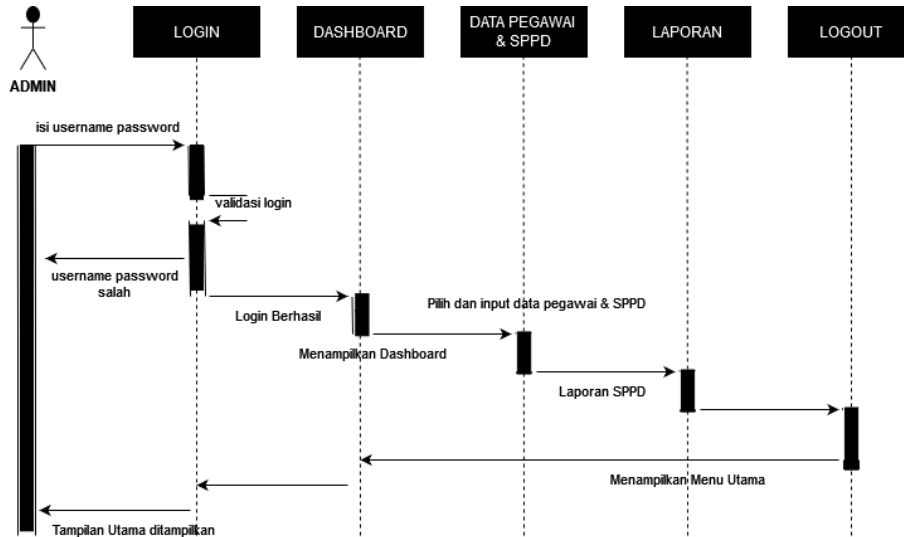 LOGIN
DASHBOARD
DATA PEGAWAI
& SPPD
LAPORAN
LOGOUT
ADMIN
isi username password
validasi login
username password
salah
Login Berhasil
Pilih dan input data pegawai & SPPD
Menampilkan Dashboard
Laporan SPPD
Menampilkan Menu Utama
Tampilan Utama ditampilkan